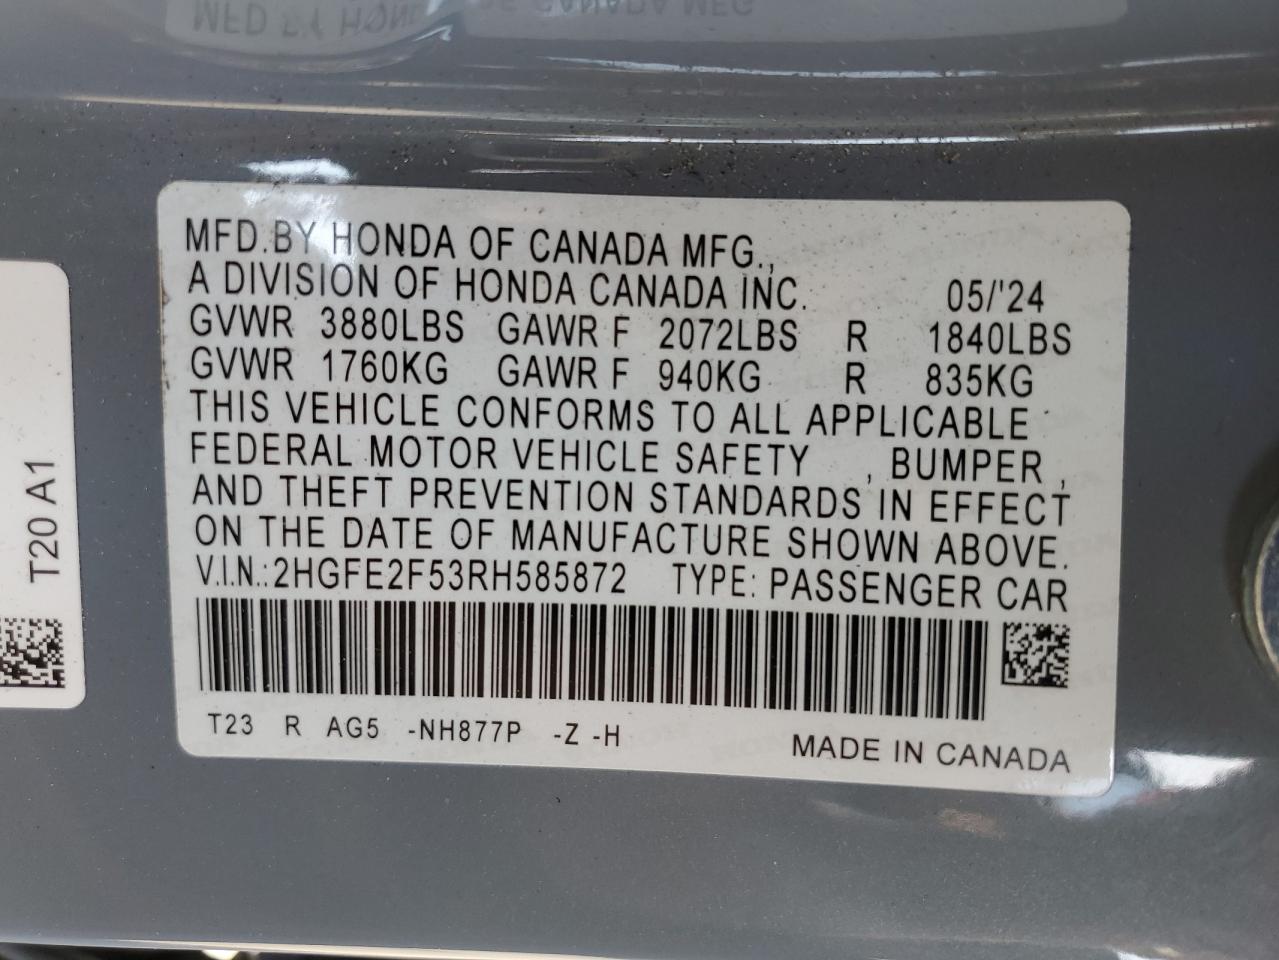 MFD.BY HONDA OF CANADA MFG.,
A DIVISION OF HONDA CANADA INC. 05/'24
GVWR 3880LBS GAWR F 2072LBS R 1840LBS
GVWR 1760KG GAWR F 940KG R 835KG
THIS VEHICLE CONFORMS TO ALL APPLICABLE
FEDERAL MOTOR VEHICLE SAFETY , BUMPER ,
AND THEFT PREVENTION STANDARDS IN EFFECT
ON THE DATE OF MANUFACTURE SHOWN ABOVE.
V.I.N.:2HGFE2F53RH585872 TYPE: PASSENGER CAR
T23 R AG5 -NH877P -Z -H
MADE IN CANADA
T20 A1